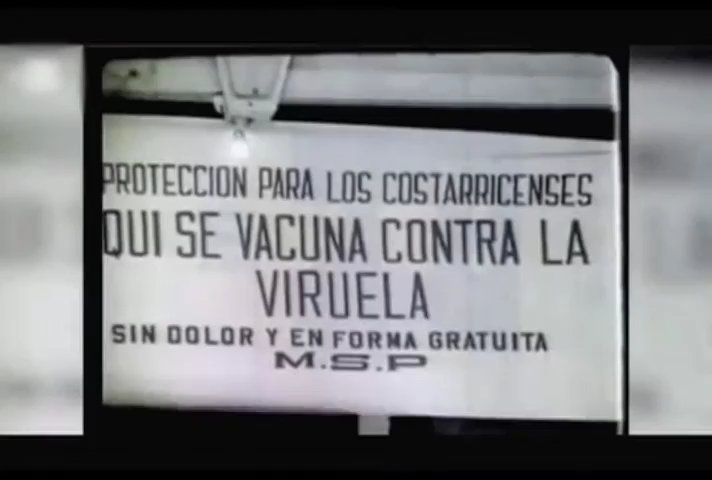 PROTECCION PARA LOS COSTARRICENSES
QUI SE VACUNA CONTRA LA
VIRUELA
SIN DOLOR Y EN FORMA GRATUITA
M.S.P